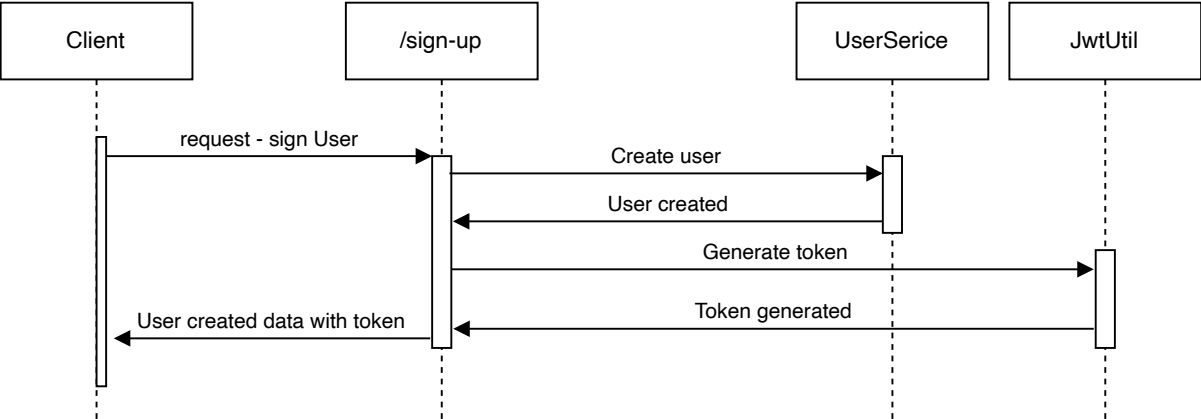 Client
/sign-up
UserSerice
JwtUtil
request - sign User
Create user
User created
Generate token
Token generated
User created data with token